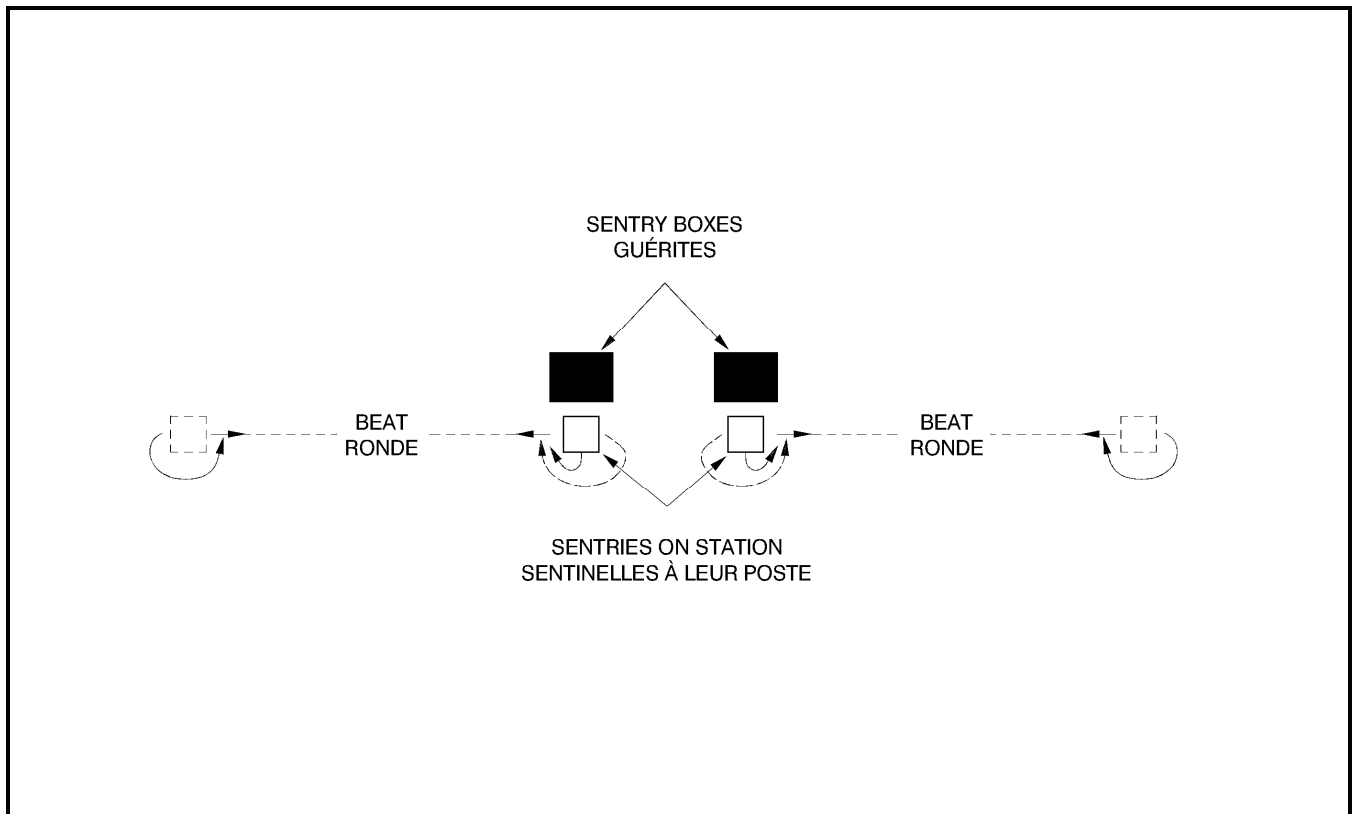 SENTRY BOXES
GUÉRITES
BEAT
RONDE
BEAT
RONDE
SENTRIES ON STATION
SENTINELLES À LEUR POSTE